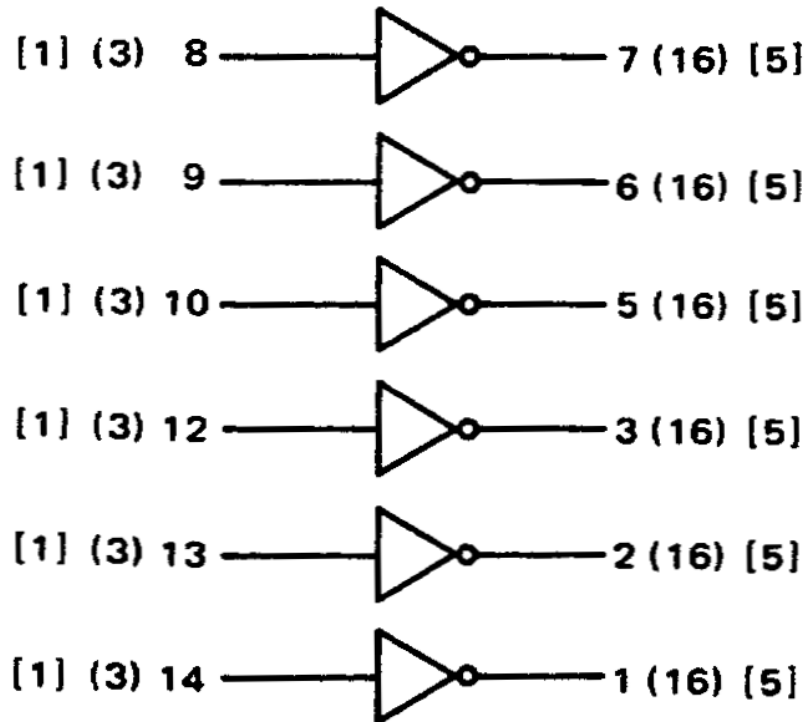 [1] (3) 8 7 (16) [5]
[1] (3) 9 6 (16) [5]
[1] (3) 10 5 (16) [5]
[1] (3) 12 3 (16) [5]
[1] (3) 13 2 (16) [5]
[1] (3) 14 1 (16) [5]